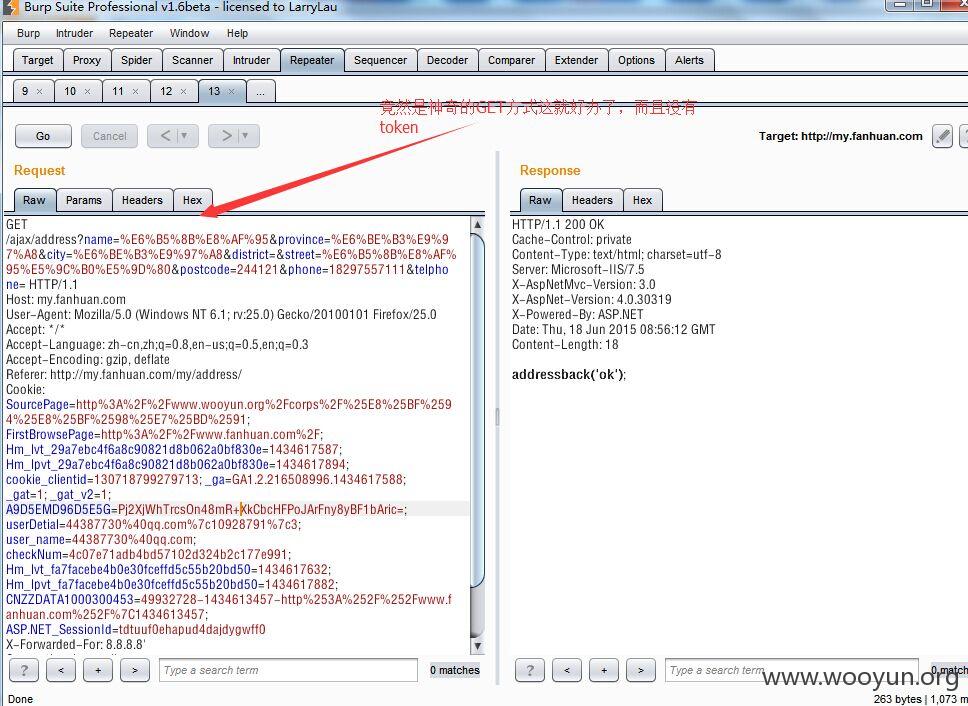 Burp Suite Professional v1.6beta - licensed to LarryLau
Burp Intruder Repeater Window Help
Target Proxy Spider Scanner Intruder Repeater Sequencer Decoder Comparer Extender Options Alerts
9 × 10 × 11 × 12 × 13 × ...
竟然是神奇的GET方式这就好办了，而且没有
token
Go Cancel < > Target: http://my.fanhuan.com
Request
Raw Params Headers Hex
GET
/ajax/address?name=%E6%B5%8B%E8%AF%95&province=%E6%BE%B3%E9%9
7%A8&city=%E6%BE%B3%E9%97%A8&district=&street=%E6%B5%8B%E8%AF%
95%E5%9C%B0%E5%9D%80&postcode=244121&phone=18297557111&telpho
ne= HTTP/1.1
Host: my.fanhuan.com
User-Agent: Mozilla/5.0 (Windows NT 6.1; rv:25.0) Gecko/20100101 Firefox/25.0
Accept: */*
Accept-Language: zh-cn,zh;q=0.8,en-us;q=0.5,en;q=0.3
Accept-Encoding: gzip, deflate
Referer: http://my.fanhuan.com/my/address/
Cookie:
SourcePage=http%3A%2F%2Fwww.wooyun.org%2Fcorps%2F%25E8%25BF%259
4%25E8%25BF%2598%25E7%25BD%2591;
FirstBrowsePage=http%3A%2F%2Fwww.fanhuan.com%2F;
Hm_lvt_29a7ebc4f6a8c90821d8b062a0bf830e=1434617587;
Hm_lpvt_29a7ebc4f6a8c90821d8b062a0bf830e=1434617894;
cookie_clientid=130718799279713; _ga=GA1.2.216508996.1434617588;
_gat=1; _gat_v2=1;
A9D5EMD96D5E5G=Pj2XjWhTrcsOn48mR+XkCbcHFPoJArFny8yBF1bAric=;
userDetial=44387730%40qq.com%7c10928791%7c3;
user_name=44387730%40qq.com;
checkNum=4c07e71adb4bd57102d324b2c177e991;
Hm_lvt_fa7facebe4b0e30fceffd5c55b20bd50=1434617632;
Hm_lpvt_fa7facebe4b0e30fceffd5c55b20bd50=1434617882;
CNZZDATA1000300453=49932728-1434613457-http%253A%252F%252Fwww.f
anhuan.com%252F%7C1434613457;
ASP.NET_SessionId=tdtuuf0ehapud4dajdygwff0
X-Forwarded-For: 8.8.8.8'
? < + > Type a search term 0 matches
Response
Raw Headers Hex
HTTP/1.1 200 OK
Cache-Control: private
Content-Type: text/html; charset=utf-8
Server: Microsoft-IIS/7.5
X-AspNetMvc-Version: 3.0
X-AspNet-Version: 4.0.30319
X-Powered-By: ASP.NET
Date: Thu, 18 Jun 2015 08:56:12 GMT
Content-Length: 18
addressback('ok');
? < + > Type a search term 0 match
www.wooyun.org
Done 263 bytes | 1,073 m